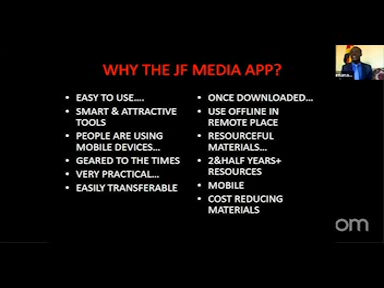 WHY THE JF MEDIA APP?
• EASY TO USE....
• SMART & ATTRACTIVE
TOOLS
• PEOPLE ARE USING
MOBILE DEVICES...
• GEARED TO THE TIMES
• VERY PRACTICAL...
• EASILY TRANSFERABLE
• ONCE DOWNLOADED...
• USE OFFLINE IN
REMOTE PLACE
• RESOURCEFUL
MATERIALS...
• 2&HALF YEARS+
RESOURCES
• MOBILE
• COST REDUCING
MATERIALS
om